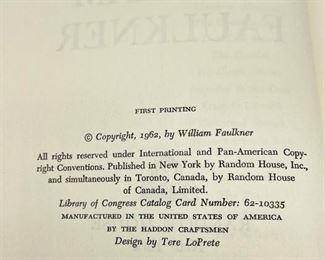 FAULKNER
FIRST PRINTING
© Copyright, 1962, by William Faulkner
All rights reserved under International and Pan-American Copy-
right Conventions. Published in New York by Random House, Inc.,
and simultaneously in Toronto, Canada, by Random House
of Canada, Limited.
Library of Congress Catalog Card Number: 62-10335
MANUFACTURED IN THE UNITED STATES OF AMERICA
BY THE HADDON CRAFTSMEN
Design by Tere LoPrete